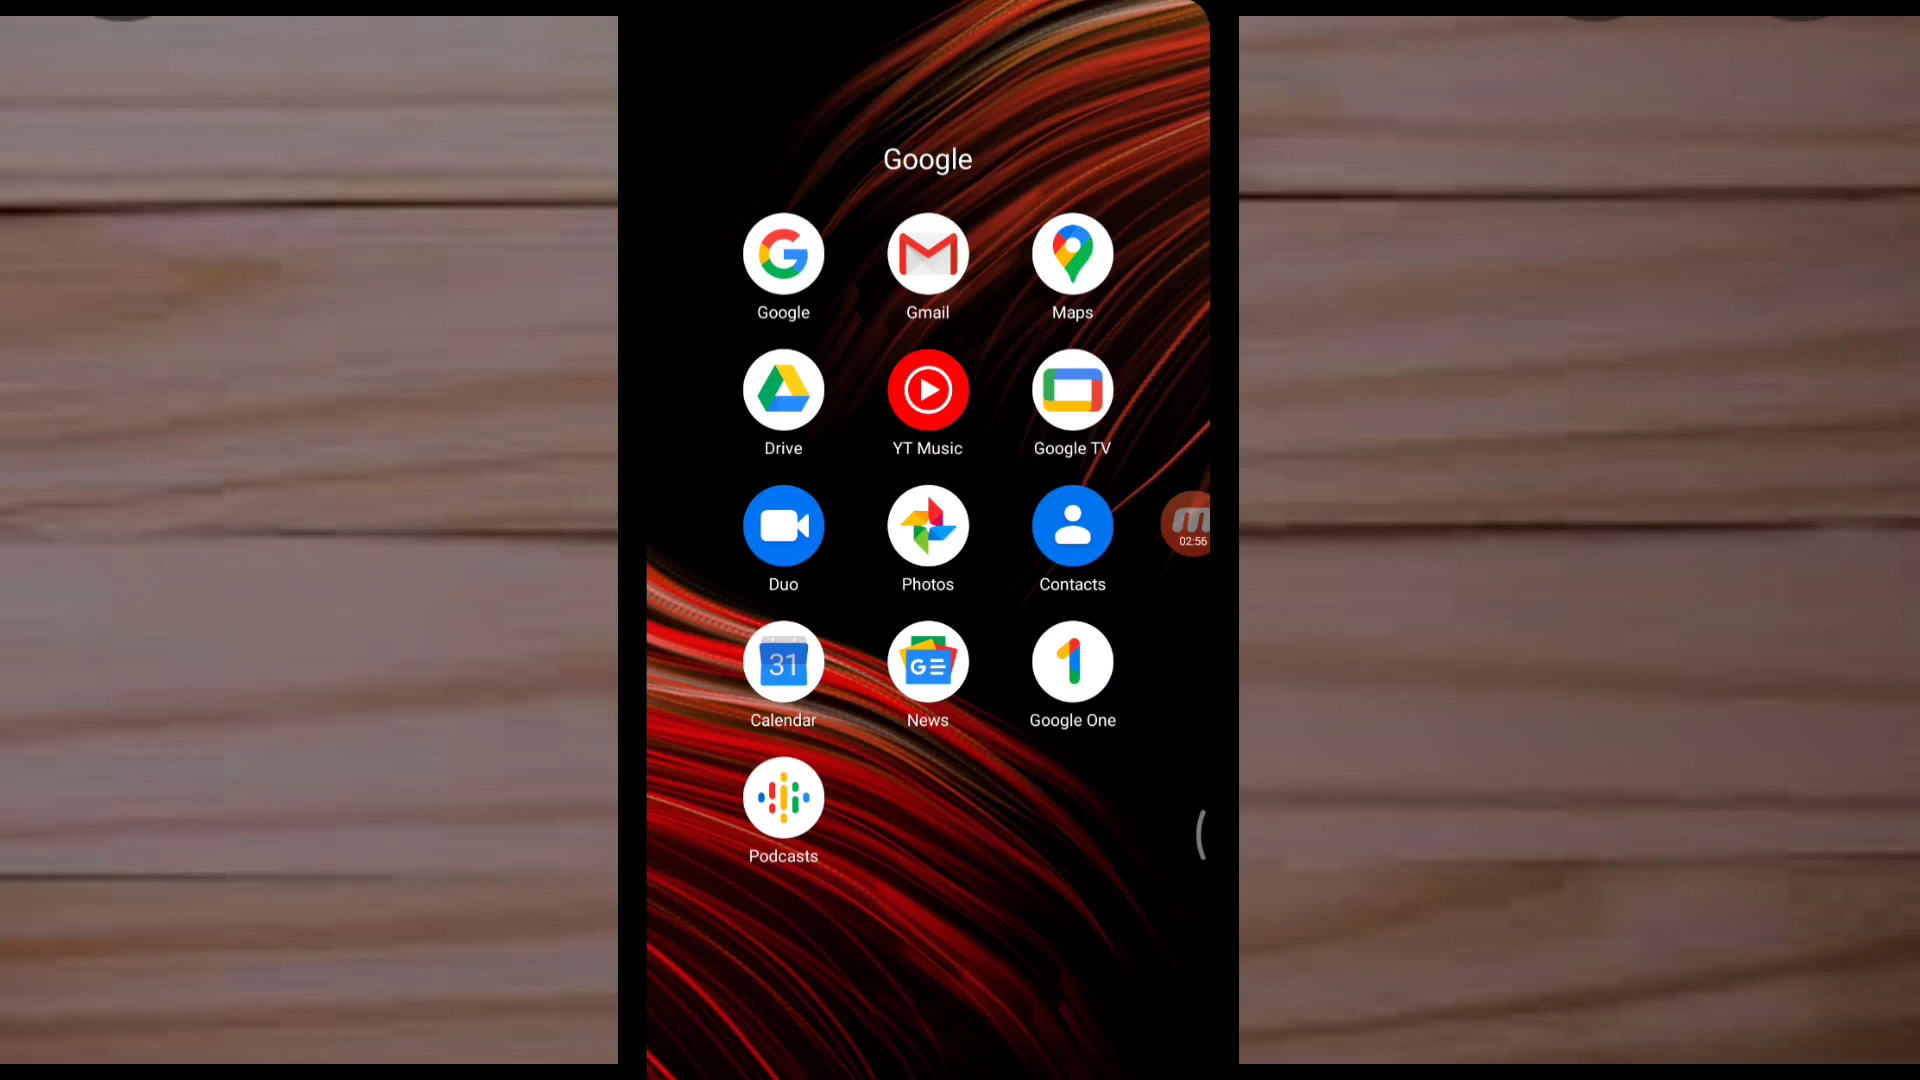 Google
Google Gmail Maps
Drive YT Music Google TV
Duo Photos Contacts
m
02:56
31
G
Calendar News Google One
Podcasts